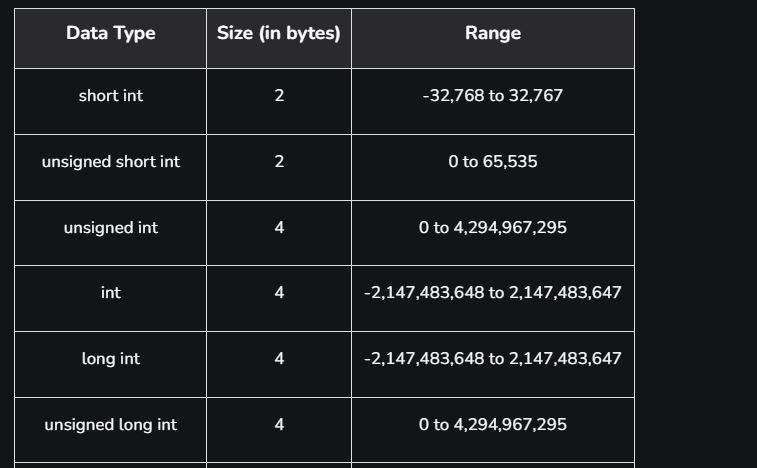 Data Type Size (in bytes) Range
short int 2 -32,768 to 32,767
unsigned short int 2 0 to 65,535
unsigned int 4 0 to 4,294,967,295
int 4 -2,147,483,648 to 2,147,483,647
long int 4 -2,147,483,648 to 2,147,483,647
unsigned long int 4 0 to 4,294,967,295